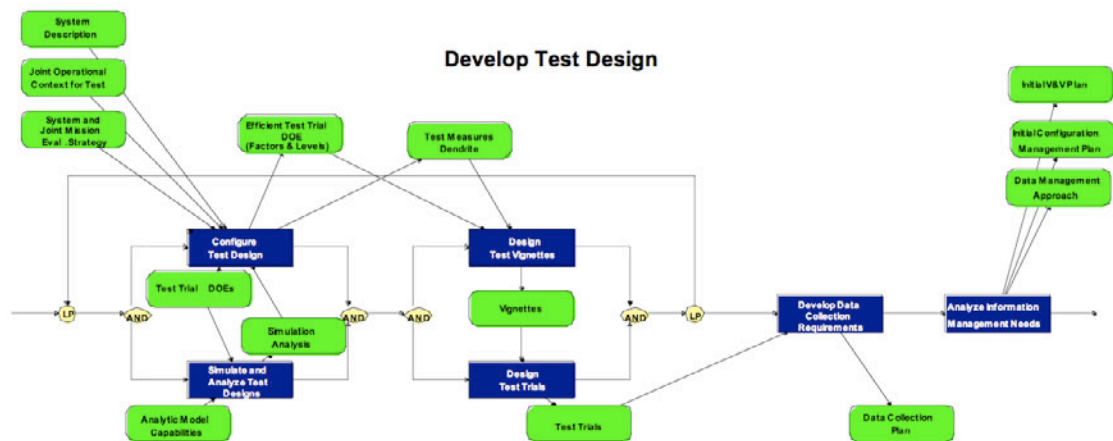 System
Description
Develop Test Design
Joint Operational
Context for Test
Initial V&V Plan
System and
Joint Mission
Eval .Strategy
Efficient Test Trial
DOE
(Factors & Levels)
Test Measures
Dendrite
Initial Configuration
Management Plan
Data Management
Approach
Configure
Test Design
Design
Test Vignettes
Test Trial DOEs
LP
AND
AND
AND
Vignettes
AND
LP
Develop Data
Collection
Requirements
Analyze Information
Management Needs
Simulation
Analysis
Simulate and
Analyze Test
Designs
Design
Test Trials
Analytic Model
Capabilities
Test Trials
Data Collection
Plan